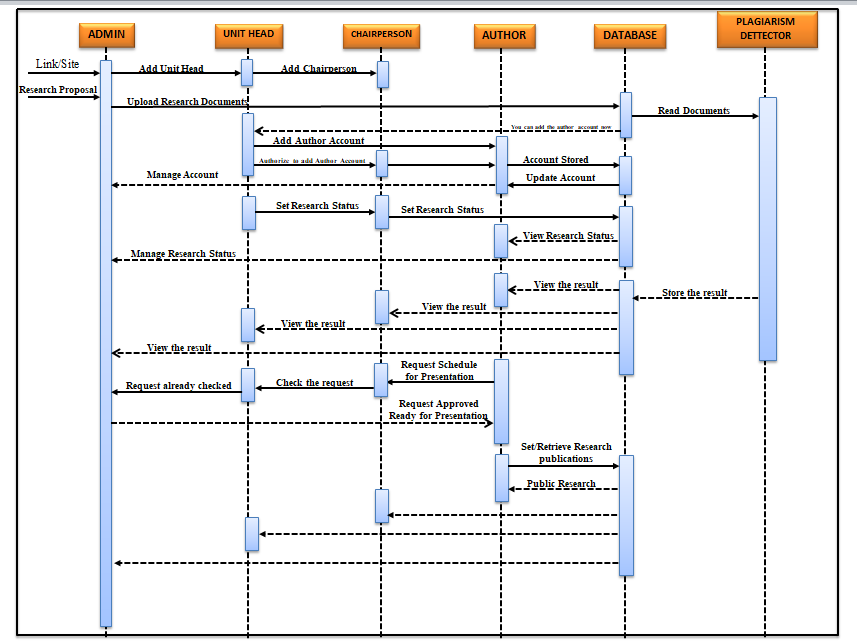 ADMIN
UNIT HEAD
CHAIRPERSON
AUTHOR
DATABASE
PLAGIARISM
DETTECTOR
Link/Site
Add Unit Head
Add Chairperson
Research Proposal
Upload Research Documents
Read Documents
You can add the author account now
Add Author Account
Authorize to add Author Account
Account Stored
Manage Account
Update Account
Set Research Status
Set Research Status
View Research Status
Manage Research Status
View the result
Store the result
View the result
View the result
View the result
Request Schedule
for Presentation
Check the request
Request already checked
Request Approved
Ready for Presentation
Set/Retrieve Research
publications
Public Research